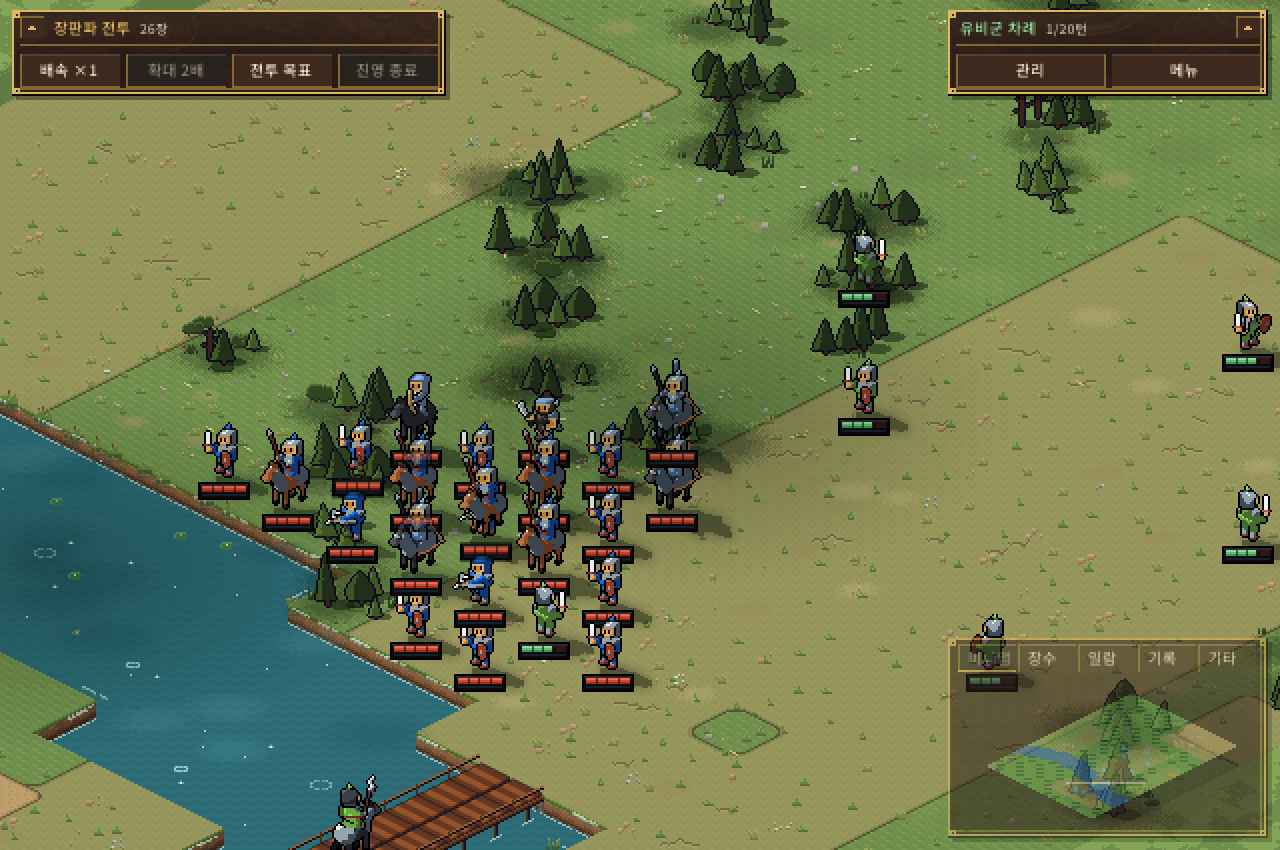 장판파 전투 26장
배속 ×1 확대 2배 전투 목표 진영 종료
유비군 차례 1/20턴
관리 메뉴
장수 일람 기록 기타